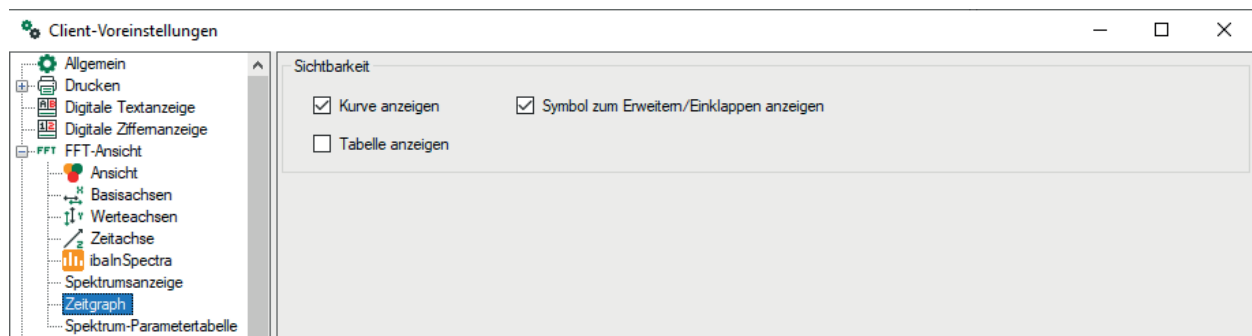 Client-Voreinstellungen
Allgemein
Drucken
Digitale Textanzeige
Digitale Ziffernanzeige
FFT FFT-Ansicht
Ansicht
Basisachsen
Werteachsen
Zeitachse
ibaInSpectra
Spektrumsanzeige
Zeitgraph
Spektrum-Parametertabelle
Sichtbarkeit
Kurve anzeigen
Symbol zum Erweitern/Einklappen anzeigen
Tabelle anzeigen